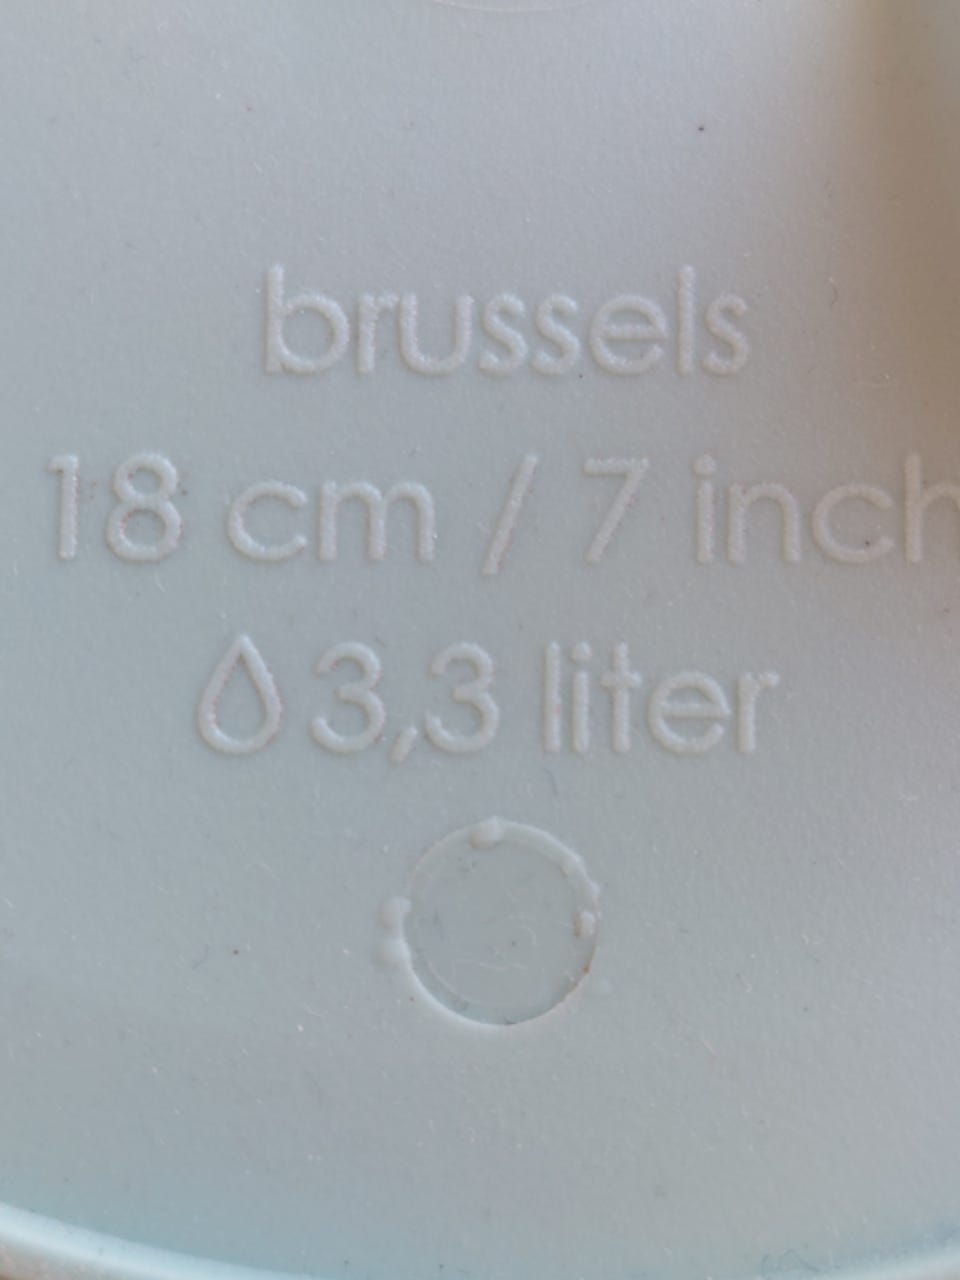 brussels
18 cm / 7 inch
3,3 liter